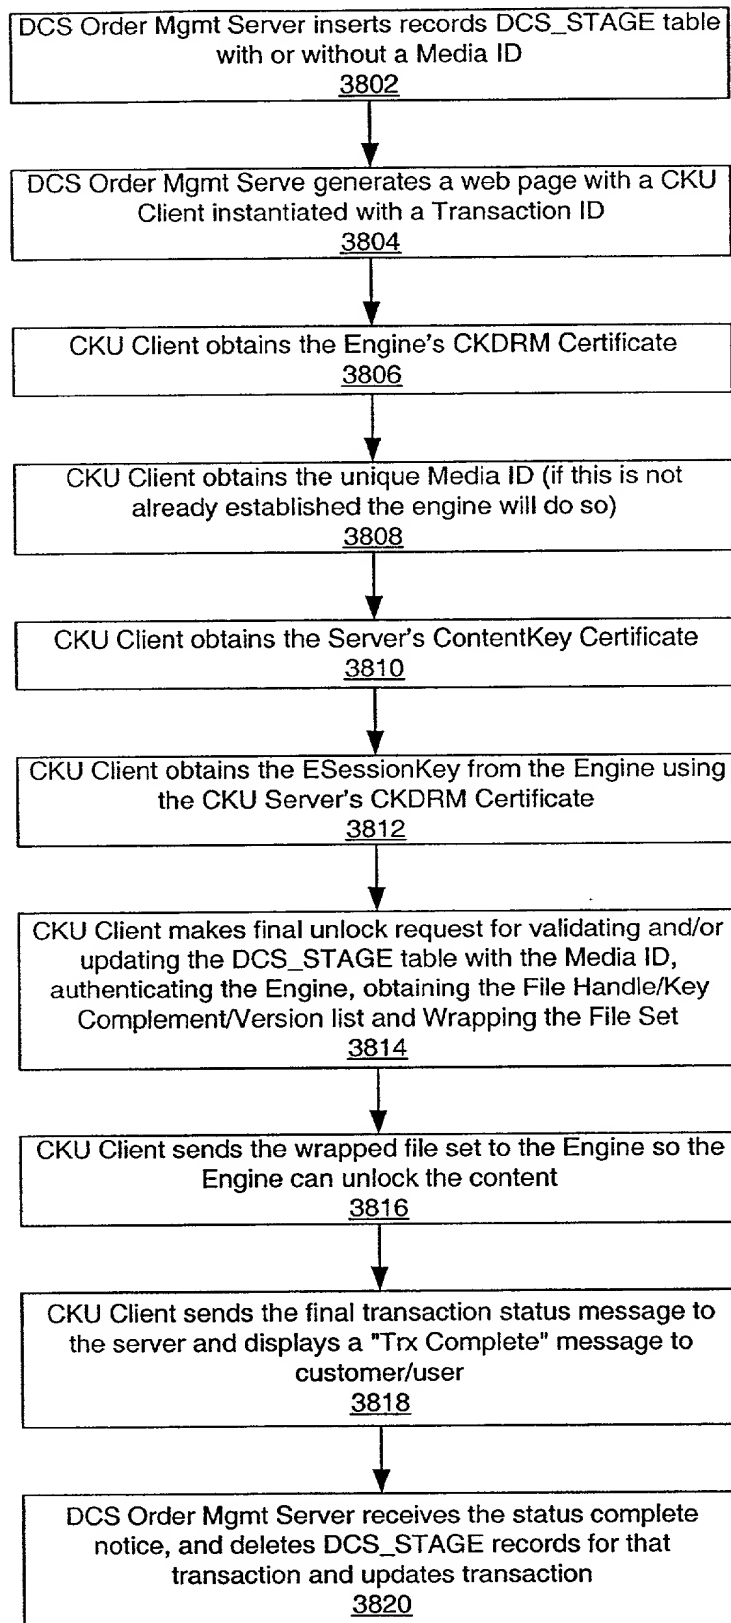 DCS Order Mgmt Server inserts records DCS_STAGE table
with or without a Media ID
3802
DCS Order Mgmt Serve generates a web page with a CKU
Client instantiated with a Transaction ID
3804
CKU Client obtains the Engine's CKDRM Certificate
3806
CKU Client obtains the unique Media ID (if this is not
already established the engine will do so)
3808
CKU Client obtains the Server's ContentKey Certificate
3810
CKU Client obtains the ESessionKey from the Engine using
the CKU Server's CKDRM Certificate
3812
CKU Client makes final unlock request for validating and/or
updating the DCS_STAGE table with the Media ID,
authenticating the Engine, obtaining the File Handle/Key
Complement/Version list and Wrapping the File Set
3814
CKU Client sends the wrapped file set to the Engine so the
Engine can unlock the content
3816
CKU Client sends the final transaction status message to
the server and displays a "Trx Complete" message to
customer/user
3818
DCS Order Mgmt Server receives the status complete
notice, and deletes DCS_STAGE records for that
transaction and updates transaction
3820